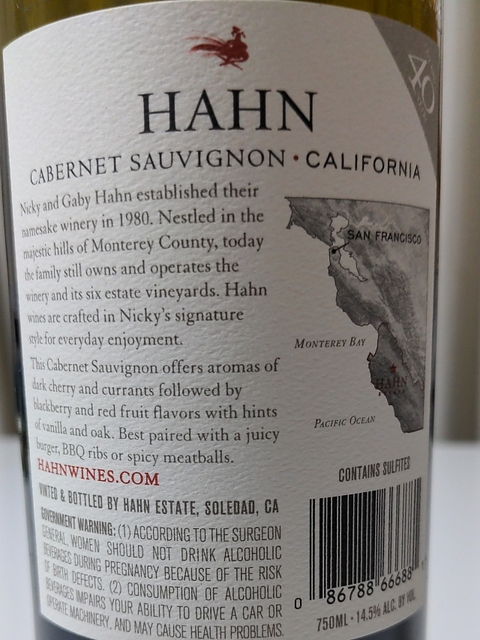 40
HAHN
CABERNET SAUVIGNON • CALIFORNIA
Nicky and Gaby Hahn established their
namesake winery in 1980. Nestled in the
majestic hills of Monterey County, today
the family still owns and operates the
winery and its six estate vineyards. Hahn
wines are crafted in Nicky's signature
style for everyday enjoyment.
This Cabernet Sauvignon offers aromas of
dark cherry and currants followed by
blackberry and red fruit flavors with hints
of vanilla and oak. Best paired with a juicy
burger, BBQ ribs or spicy meatballs.
HAHNWINES.COM
VINTED & BOTTLED BY HAHN ESTATE, SOLEDAD, CA
GOVERNMENT WARNING: (1) ACCORDING TO THE SURGEON
GENERAL, WOMEN SHOULD NOT DRINK ALCOHOLIC
BEVERAGES DURING PREGNANCY BECAUSE OF THE RISK
OF BIRTH DEFECTS. (2) CONSUMPTION OF ALCOHOLIC
BEVERAGES IMPAIRS YOUR ABILITY TO DRIVE A CAR OR
OPERATE MACHINERY, AND MAY CAUSE HEALTH PROBLEMS.
SAN FRANCISCO
MONTEREY BAY
HAHN
PACIFIC OCEAN
CONTAINS SULFITES
0 86788 66688
750ML • 14.5% ALC. BY VOL.